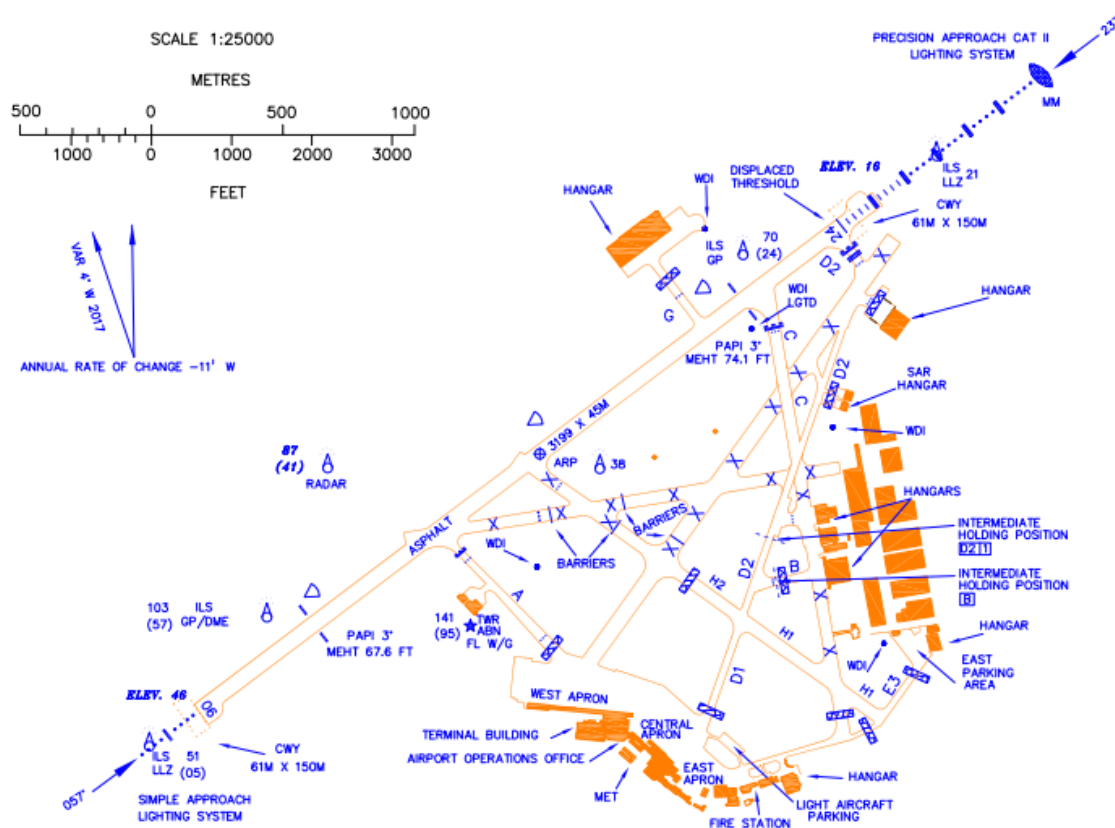 SCALE 1:25000
METRES
500 0 500 1000
1000 0 1000 2000 3000
FEET
VAR 4° W 2017
ANNUAL RATE OF CHANGE -11' W
PRECISION APPROACH CAT II
LIGHTING SYSTEM
MM
ILS
LLZ 21
ELEV. 16
DISPLACED
THRESHOLD
CWY
61M X 150M
24
WDI
HANGAR
ILS
GP
70
(24)
D2
G
WDI
LGTD
HANGAR
PAPI 3°
MEHT 74.1 FT
C
C
D2
SAR
HANGAR
WDI
3199 X 45M
ARP
38
87
(41)
RADAR
HANGARS
ASPHALT
BARRIERS
BARRIERS
WDI
INTERMEDIATE
HOLDING POSITION
D2 1
INTERMEDIATE
HOLDING POSITION
B
D2
B
H2
H1
A
103
(57)
ILS
GP/DME
141
(95)
TWR
ABN
FL W/G
PAPI 3°
MEHT 67.6 FT
HANGAR
WDI
EAST
PARKING
AREA
E3
H1
D1
ELEV. 46
06
WEST APRON
TERMINAL BUILDING
CENTRAL
APRON
AIRPORT OPERATIONS OFFICE
EAST
APRON
MET
HANGAR
LIGHT AIRCRAFT
PARKING
FIRE STATION
ILS
LLZ
51
(05)
CWY
61M X 150M
057°
SIMPLE APPROACH
LIGHTING SYSTEM